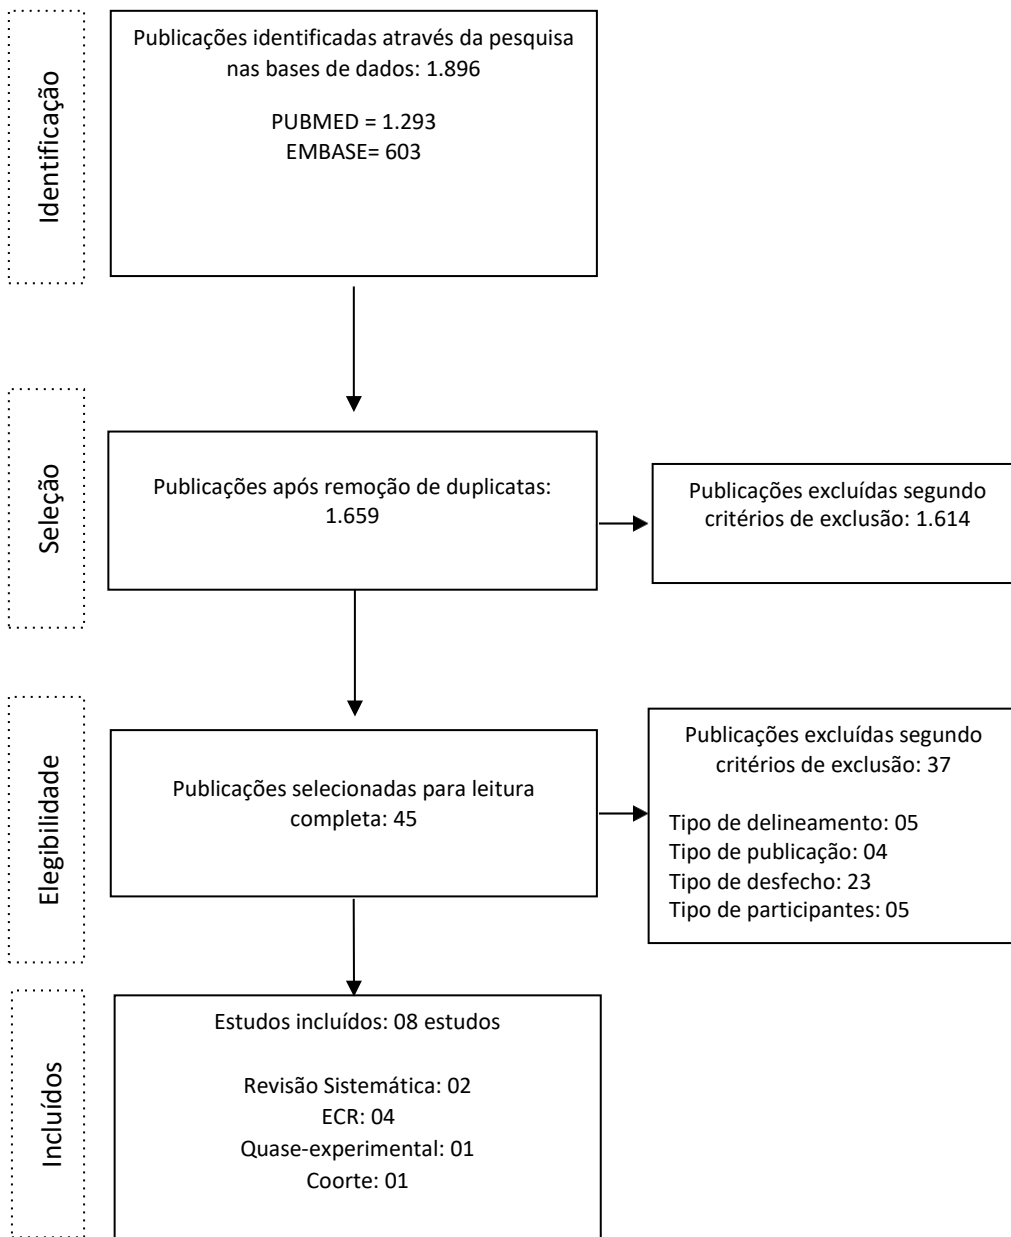 Identificação
Publicações identificadas através da pesquisa
nas bases de dados: 1.896
PUBMED = 1.293
EMBASE= 603
Seleção
Publicações após remoção de duplicatas:
1.659
Publicações excluídas segundo
critérios de exclusão: 1.614
Elegibilidade
Publicações selecionadas para leitura
completa: 45
Publicações excluídas segundo
critérios de exclusão: 37
Tipo de delineamento: 05
Tipo de publicação: 04
Tipo de desfecho: 23
Tipo de participantes: 05
Incluídos
Estudos incluídos: 08 estudos
Revisão Sistemática: 02
ECR: 04
Quase-experimental: 01
Coorte: 01